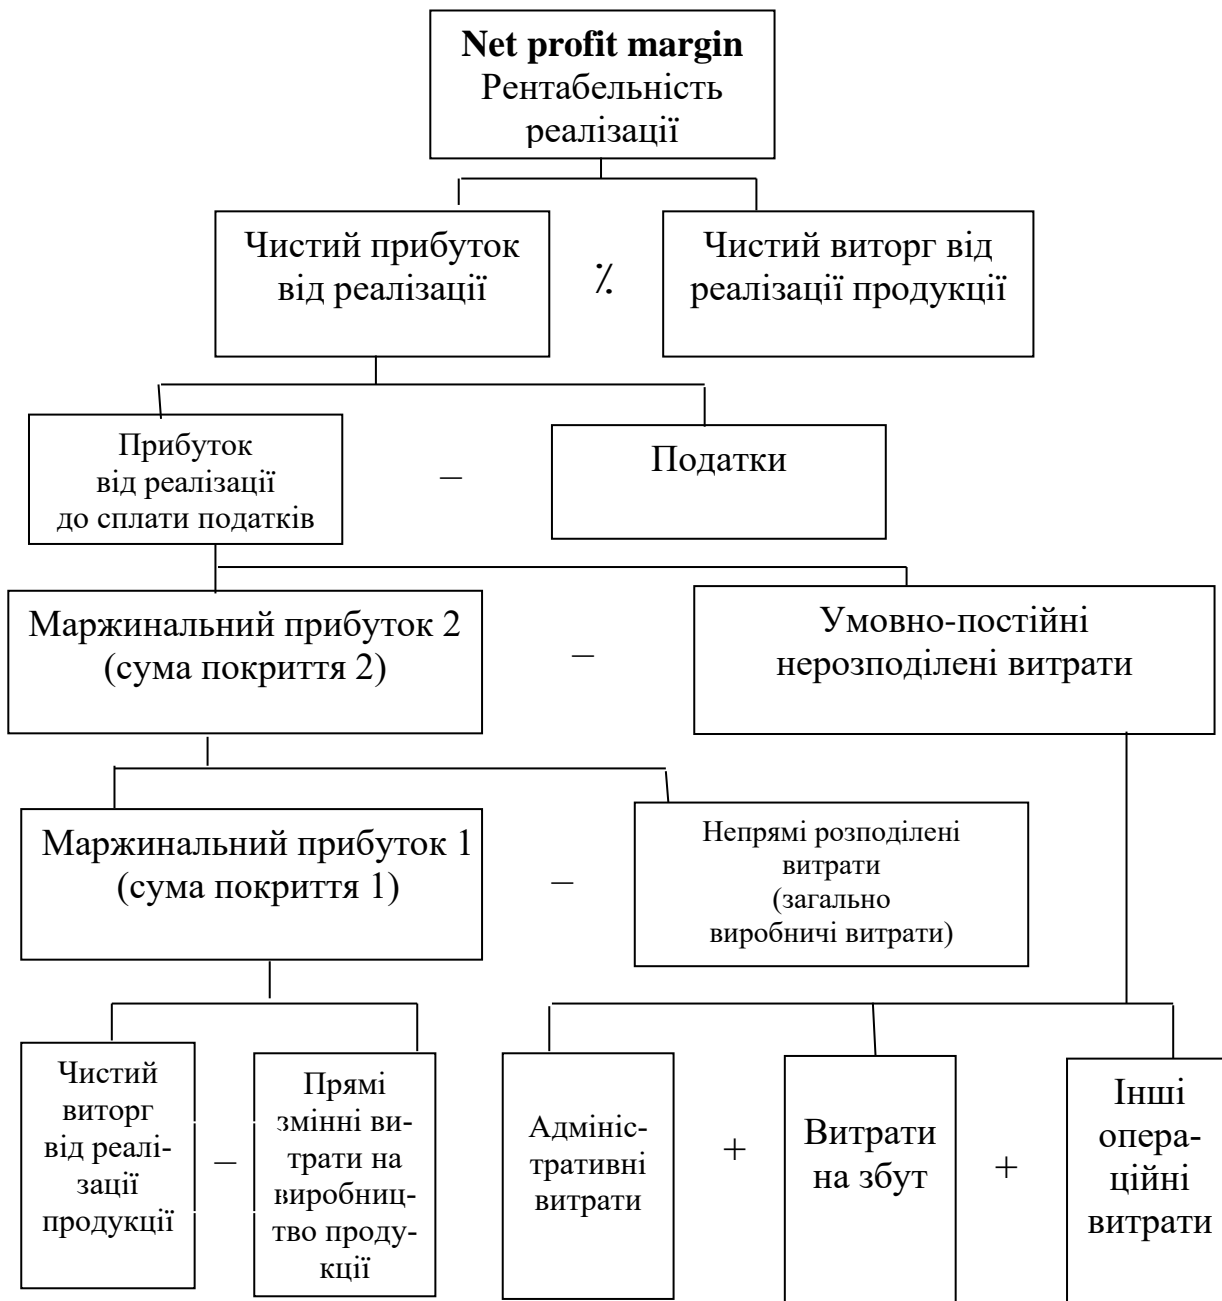 Net profit margin
Рентабельність
реалізації
Чистий прибуток
від реалізації
٪
Чистий виторг від
реалізації продукції
Прибуток
від реалізації
до сплати податків
–
Податки
Маржинальний прибуток 2
(сума покриття 2)
–
Умовно-постійні
нерозподілені витрати
Маржинальний прибуток 1
(сума покриття 1)
–
Непрямі розподілені
витрати
(загально
виробничі витрати)
Чистий
виторг
від реалі-
зації
продукції
–
Прямі
змінні ви-
трати на
виробниц-
тво проду-
кції
Адмініс-
тративні
витрати
+
Витрати
на збут
+
Інші
опера-
ційні
витрати